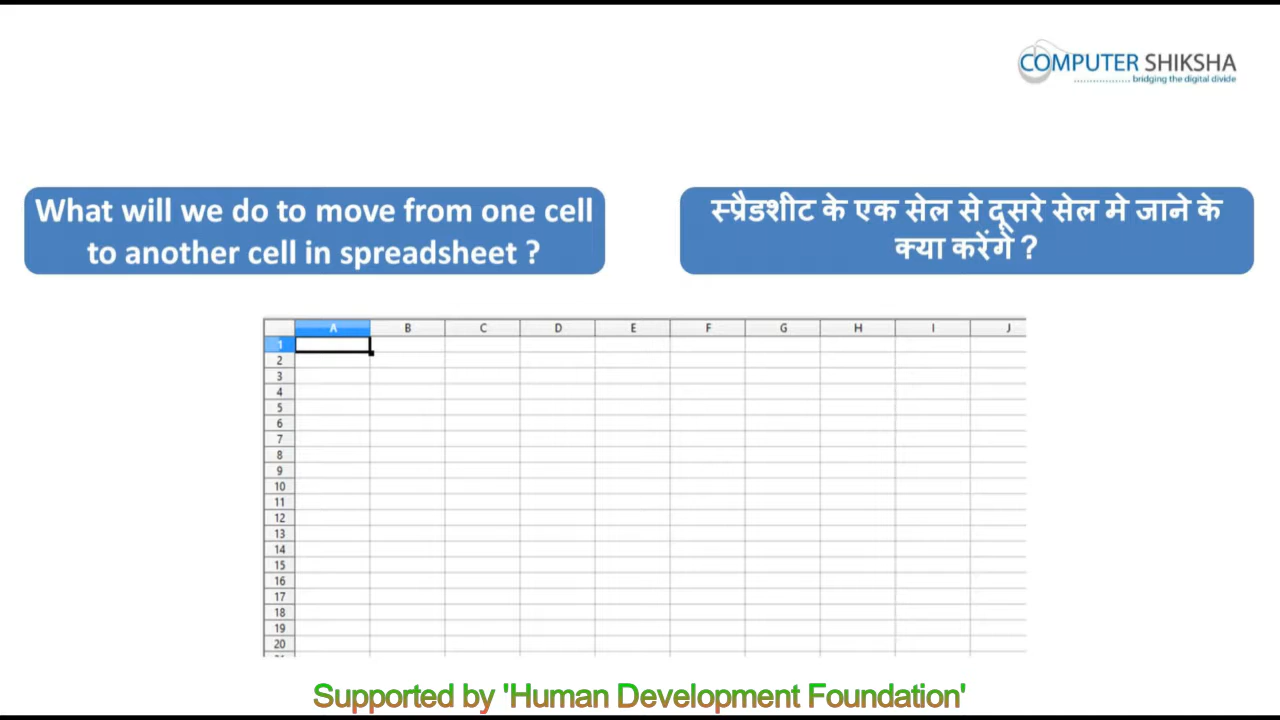 COMPUTER SHIKSHA
bridging the digital divide
What will we do to move from one cell
to another cell in spreadsheet ?
स्प्रैडशीट के एक सेल से दूसरे सेल मे जाने के
क्या करेंगे ?
A B C D E F G H I J
1
2
3
4
5
6
7
8
9
10
11
12
13
14
15
16
17
18
19
20
Supported by 'Human Development Foundation'